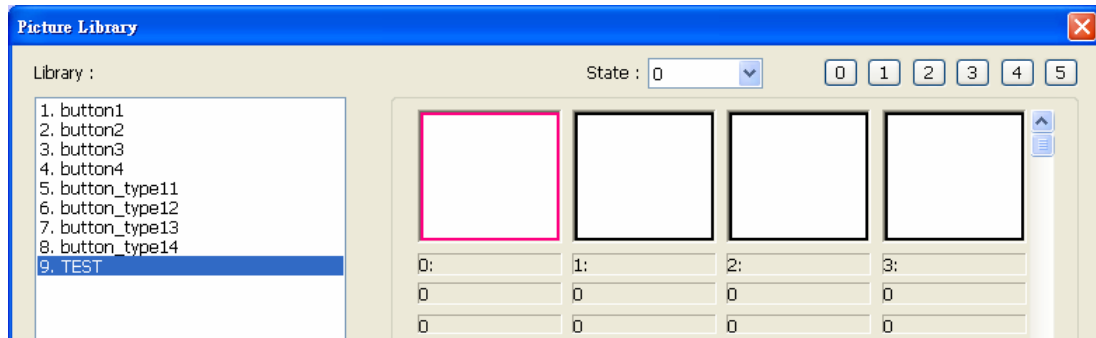 Picture Library
Library :
State : 0
0 1 2 3 4 5
1. button1
2. button2
3. button3
4. button4
5. button_type11
6. button_type12
7. button_type13
8. button_type14
9. TEST
0: 1: 2: 3:
0 0 0 0
0 0 0 0